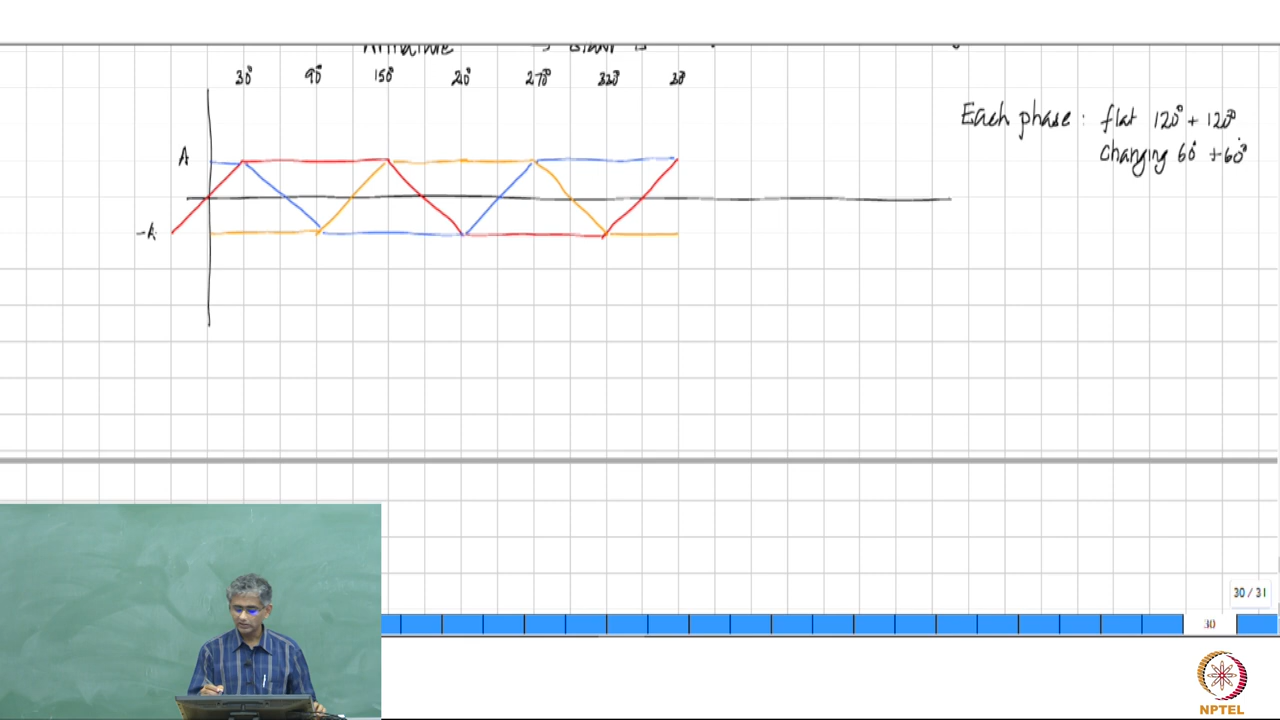 30° 90° 150° 210° 270° 330° 30°
Each phase : flat 120° + 120°
changing 60° + 60°
A
-A
30 / 31
30
NPTEL